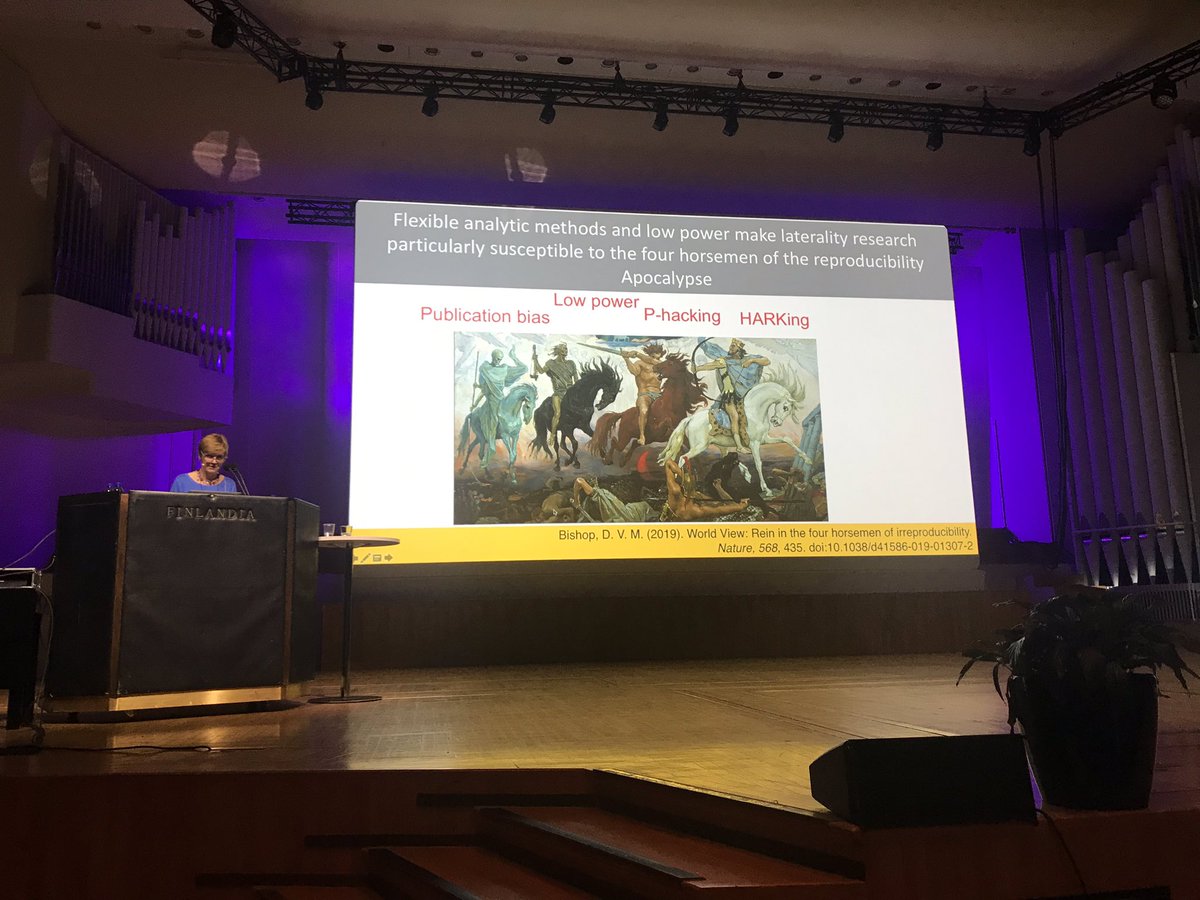 Flexible analytic methods and low power make laterality research
particularly susceptible to the four horsemen of the reproducibility
Apocalypse
Publication bias Low power P-hacking HARKing
Bishop, D. V. M. (2019). World View: Rein in the four horsemen of irreproducibility.
Nature, 568, 435. doi:10.1038/d41586-019-01307-2
FINLANDIA